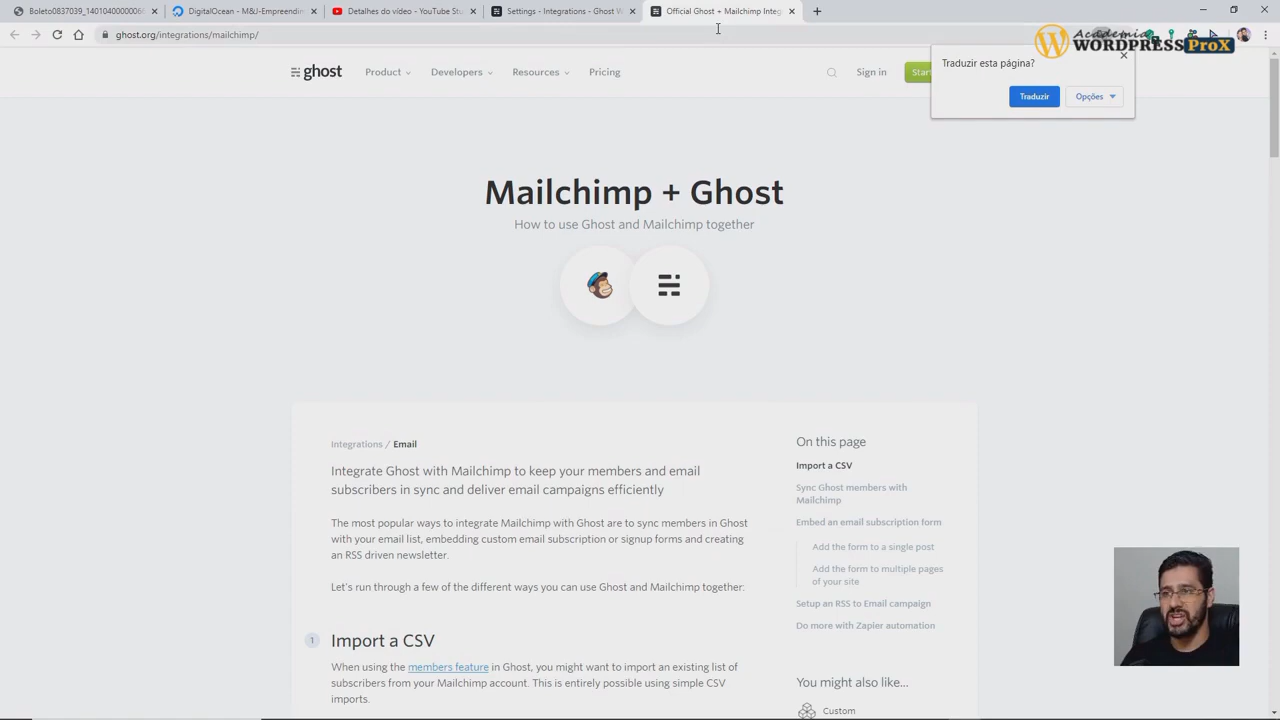 Boleto0837039_140104000006
DigitalOcean - M&J-Empreending
Detalhes do vídeo - YouTube Stu
Settings - Integrations - Ghost W
Official Ghost + Mailchimp Integ
ghost.org/integrations/mailchimp/
Academia
WORDPRESS ProX
ghost
Product
Developers
Resources
Pricing
Sign in
Start
Traduzir esta página?
Traduzir
Opções
Mailchimp + Ghost
How to use Ghost and Mailchimp together
Integrations / Email
Integrate Ghost with Mailchimp to keep your members and email
subscribers in sync and deliver email campaigns efficiently
The most popular ways to integrate Mailchimp with Ghost are to sync members in Ghost
with your email list, embedding custom email subscription or signup forms and creating
an RSS driven newsletter.
Let's run through a few of the different ways you can use Ghost and Mailchimp together:
1 Import a CSV
When using the members feature in Ghost, you might want to import an existing list of
subscribers from your Mailchimp account. This is entirely possible using simple CSV
imports.
On this page
Import a CSV
Sync Ghost members with
Mailchimp
Embed an email subscription form
Add the form to a single post
Add the form to multiple pages
of your site
Setup an RSS to Email campaign
Do more with Zapier automation
You might also like...
Custom